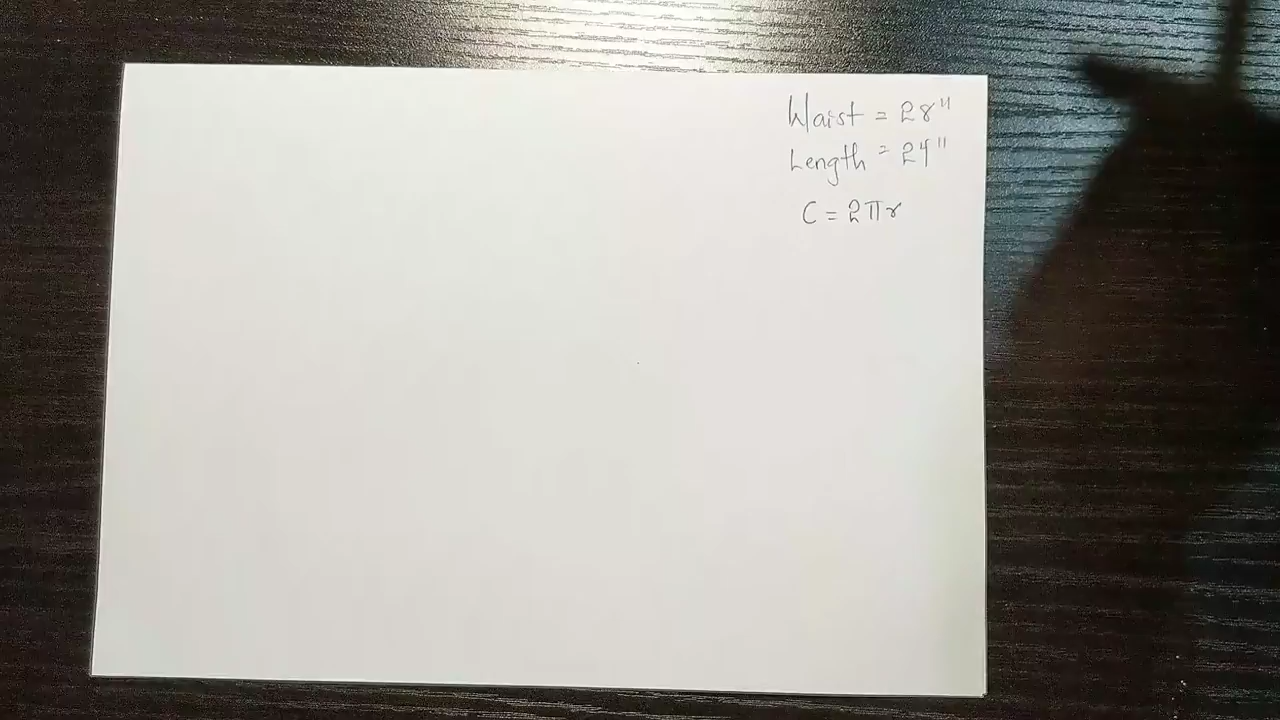 Waist = 28"
Length = 24"
C = 2πr